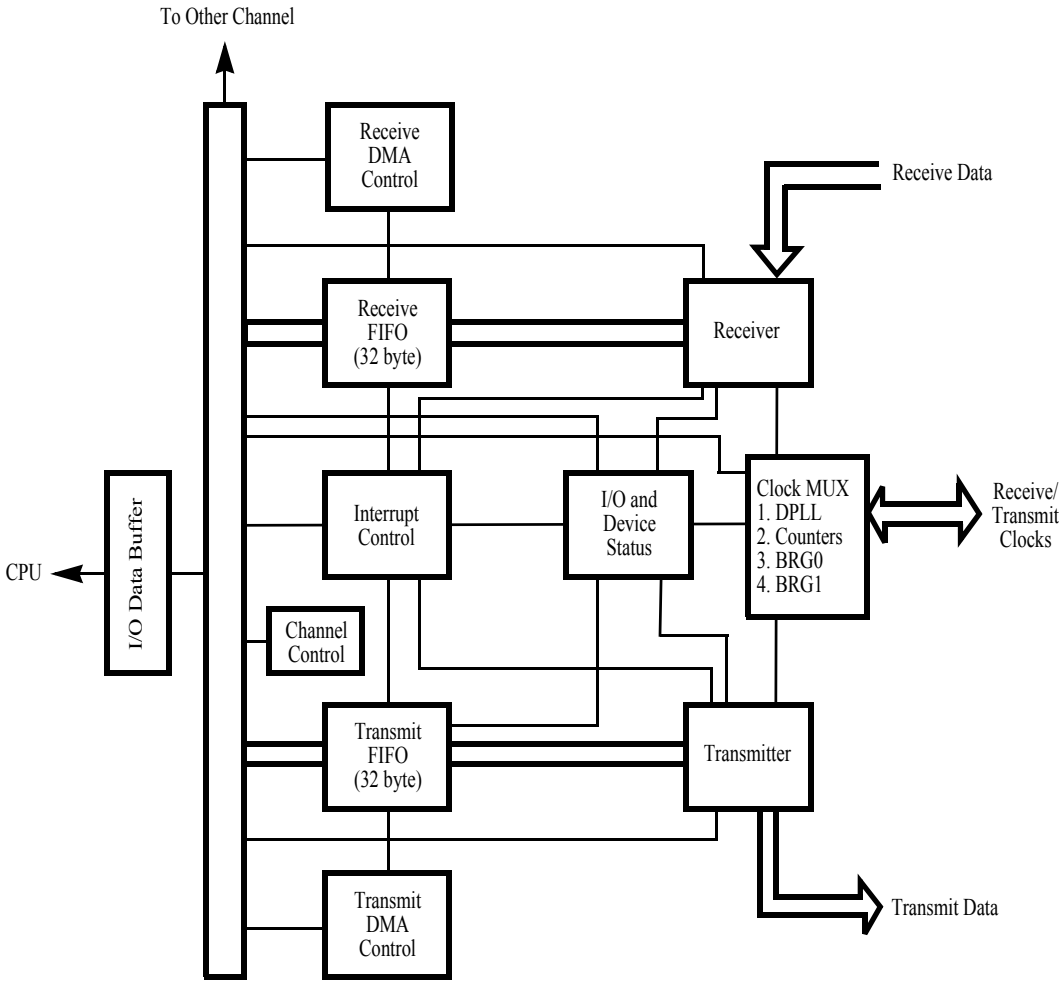 To Other Channel
Receive
DMA
Control
Receive Data
Receive
FIFO
(32 byte)
Receiver
I/O Data Buffer
CPU
Interrupt
Control
I/O and
Device
Status
Clock MUX
1. DPLL
2. Counters
3. BRG0
4. BRG1
Receive/
Transmit
Clocks
Channel
Control
Transmit
FIFO
(32 byte)
Transmitter
Transmit
DMA
Control
Transmit Data